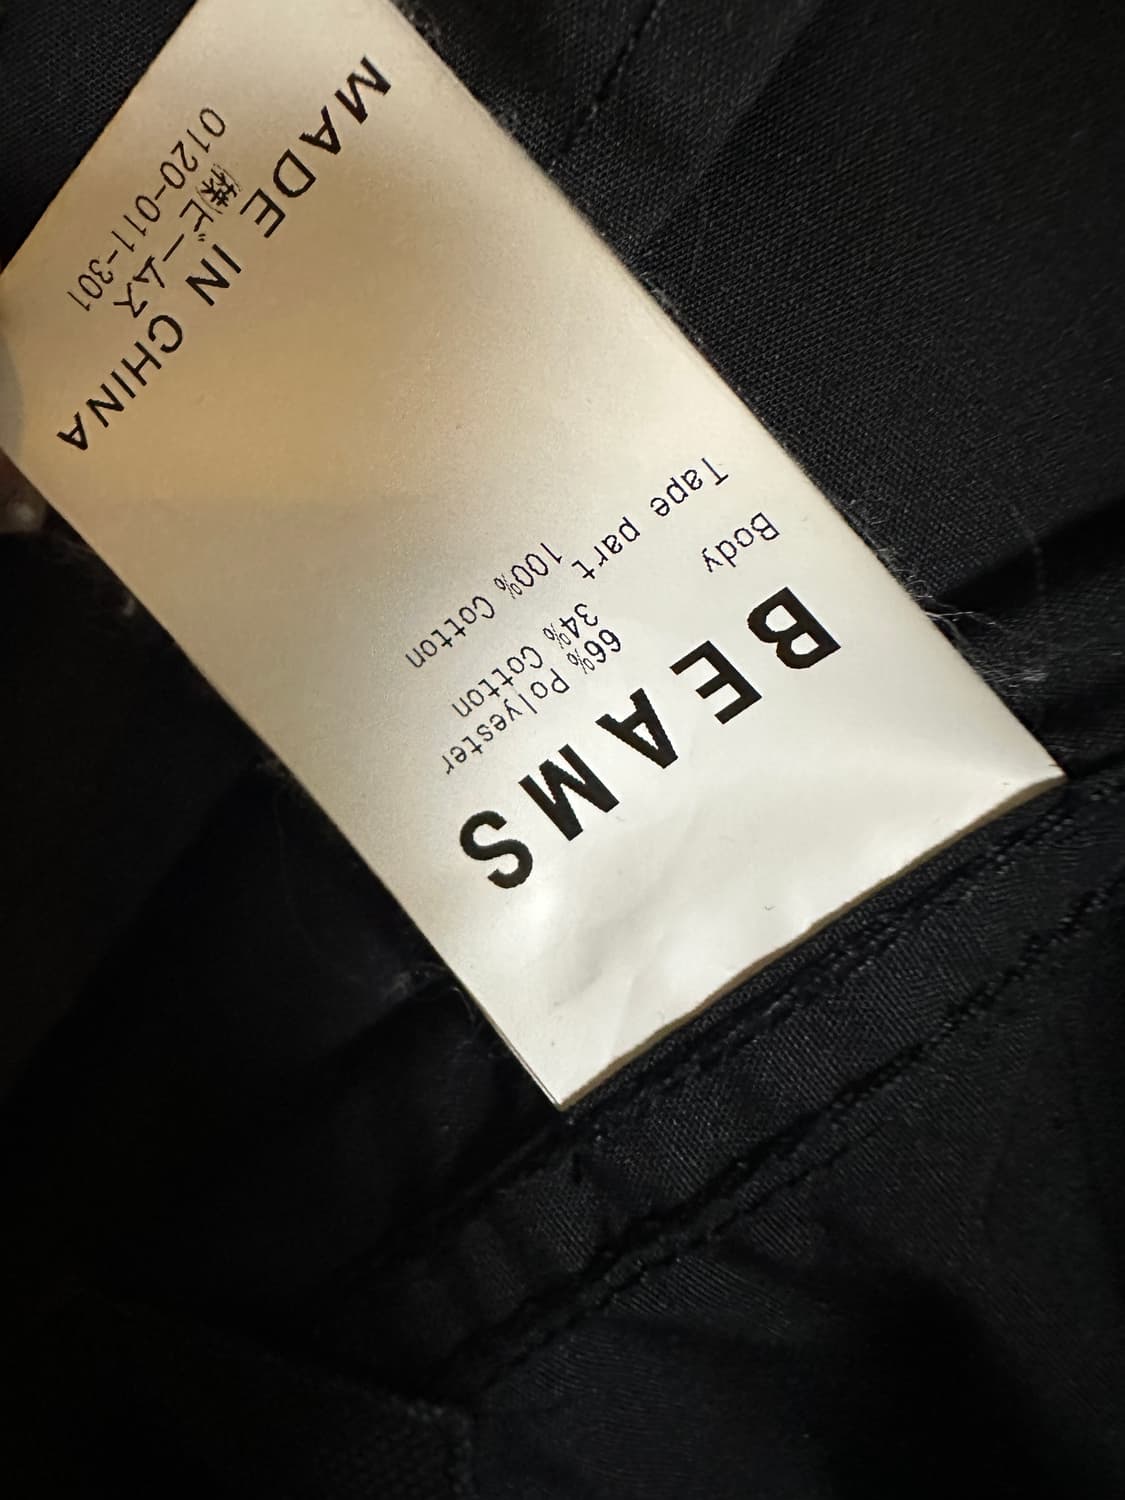 BEAMS
Body 66% Polyester
34% Cotton
Tape part 100% Cotton
MADE IN CHINA
㈱ビームス
0120-011-301